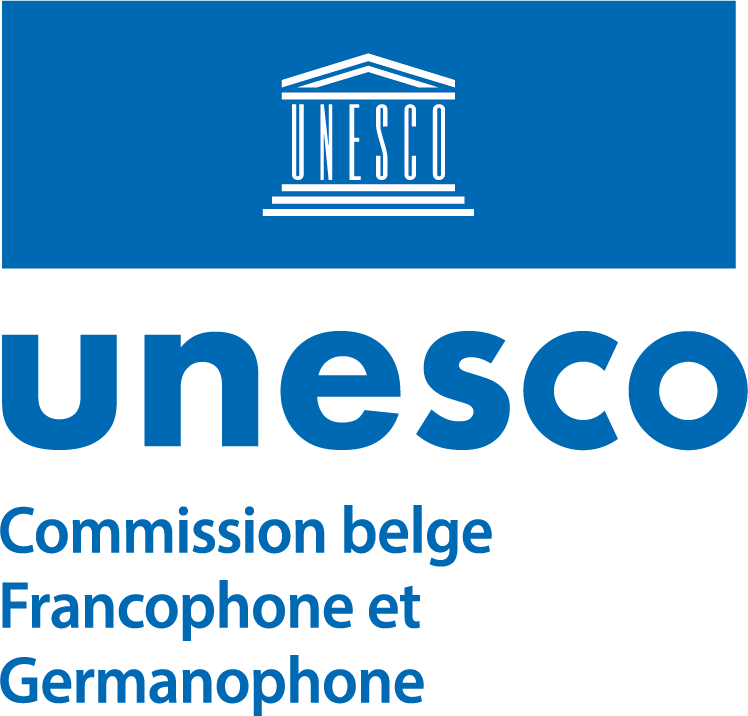 UNESCO
unesco
Commission belge
Francophone et
Germanophone